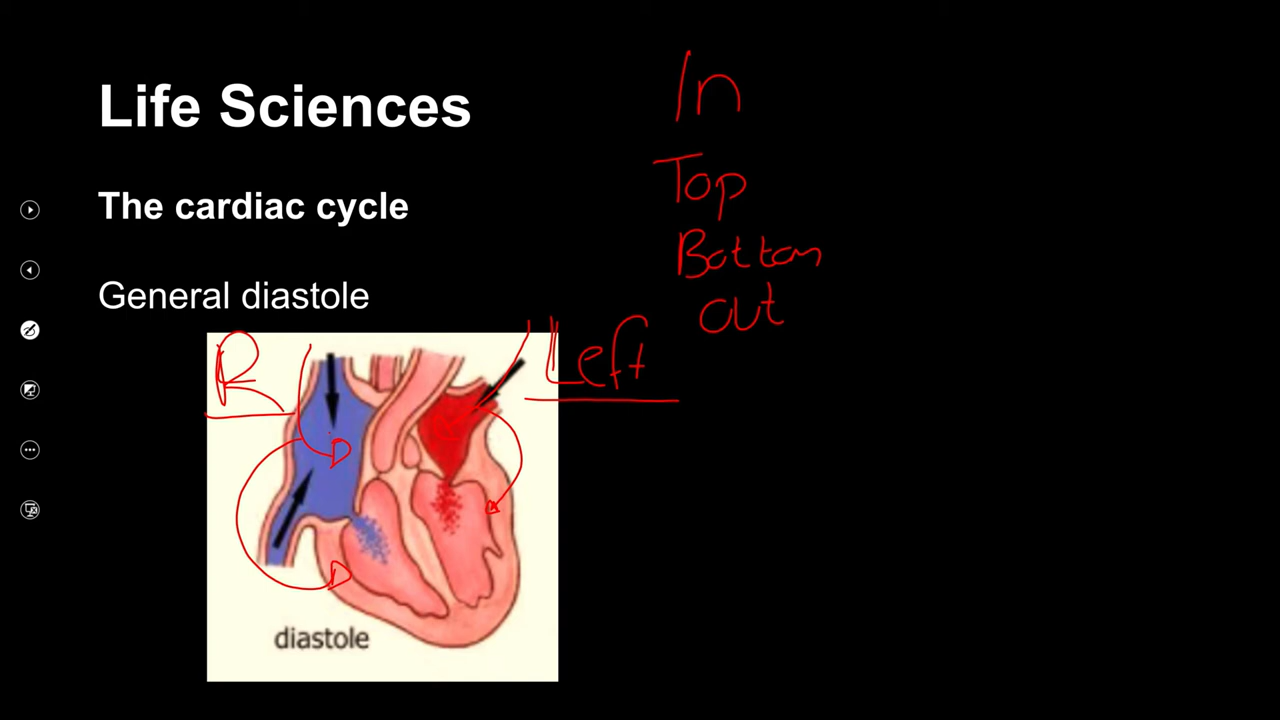 Life Sciences
In
Top
The cardiac cycle
Bottom
General diastole
out
R
Left
diastole